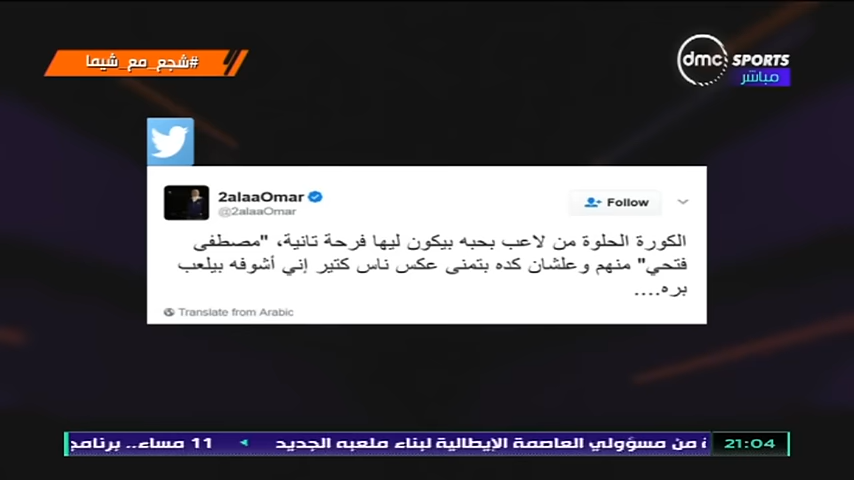 #شجع_مع_شيما
dmc SPORTS
مباشر
2alaaOmar
@2alaaOmar
Follow
الكورة الحلوة من لاعب بحبه بيكون ليها فرحة تانية، "مصطفى
فتحي" منهم وعلشان كده بتمنى عكس ناس كتير إني أشوفه بيلعب
بره....
Translate from Arabic
ة من مسؤولي العاصمة الإيطالية لبناء ملعبه الجديد ◄ 11 مساء.. برنامج
21:04